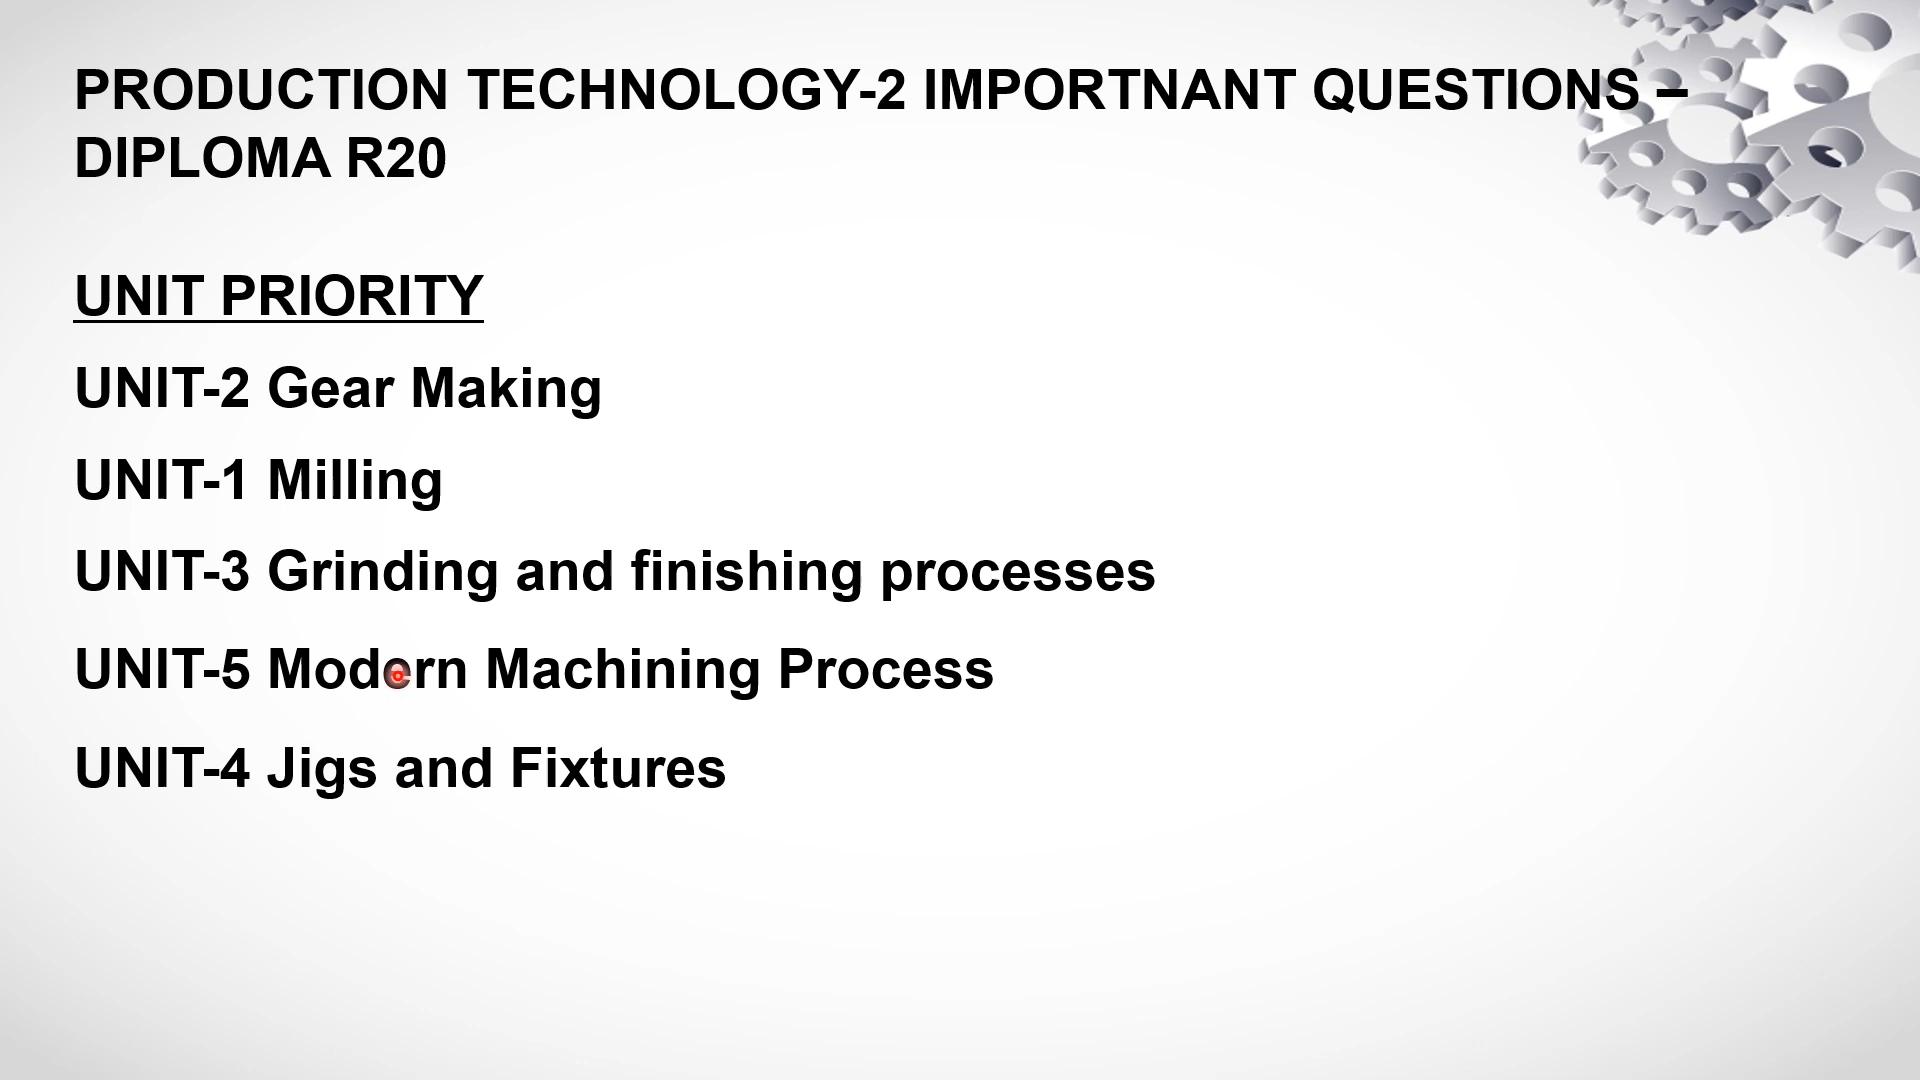 PRODUCTION TECHNOLOGY-2 IMPORTNANT QUESTIONS –
DIPLOMA R20
UNIT PRIORITY
UNIT-2 Gear Making
UNIT-1 Milling
UNIT-3 Grinding and finishing processes
UNIT-5 Modern Machining Process
UNIT-4 Jigs and Fixtures